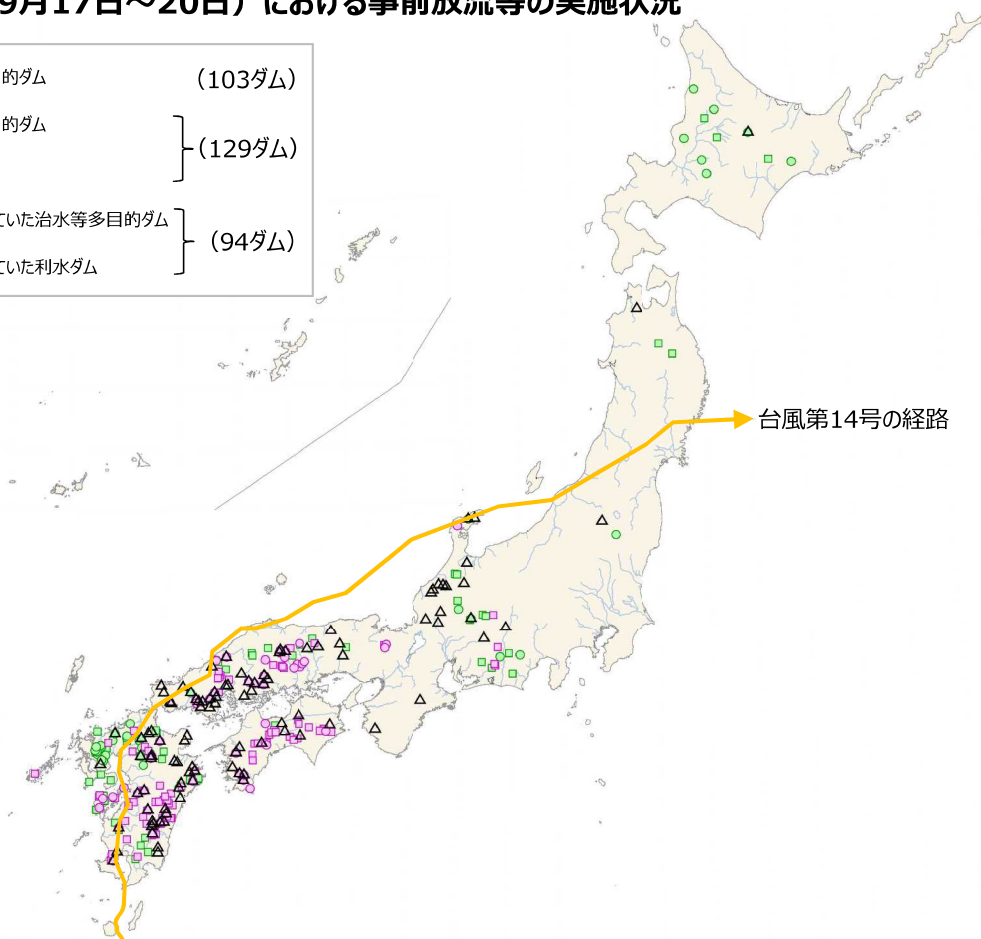 9月17日～20日）における事前放流等の実施状況
的ダム （103ダム）
的ダム
（129ダム）
ていた治水等多目的ダム
（94ダム）
ていた利水ダム
台風第14号の経路